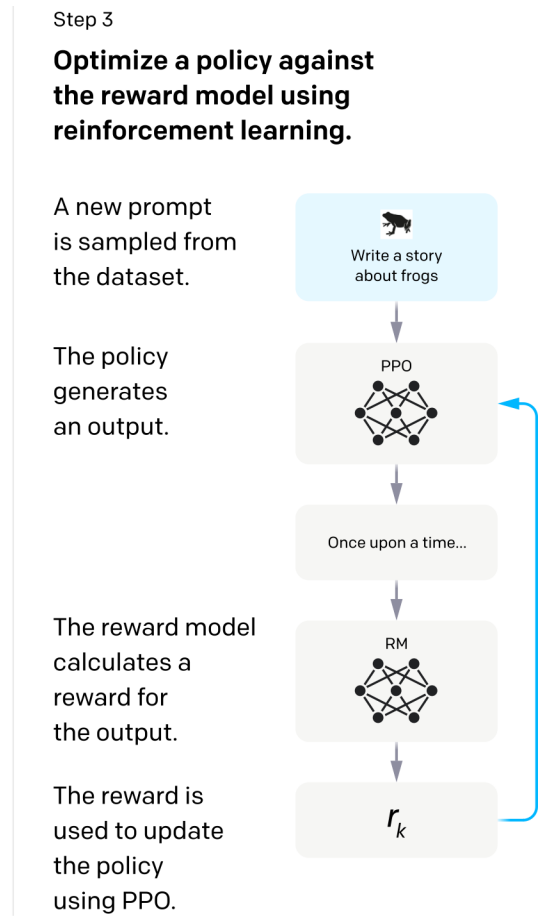 Step 3
Optimize a policy against
the reward model using
reinforcement learning.
A new prompt
is sampled from
the dataset.
Write a story
about frogs
The policy
generates
an output.
PPO
Once upon a time...
The reward model
calculates a
reward for
the output.
RM
The reward is
used to update
the policy
using PPO.
rₖ